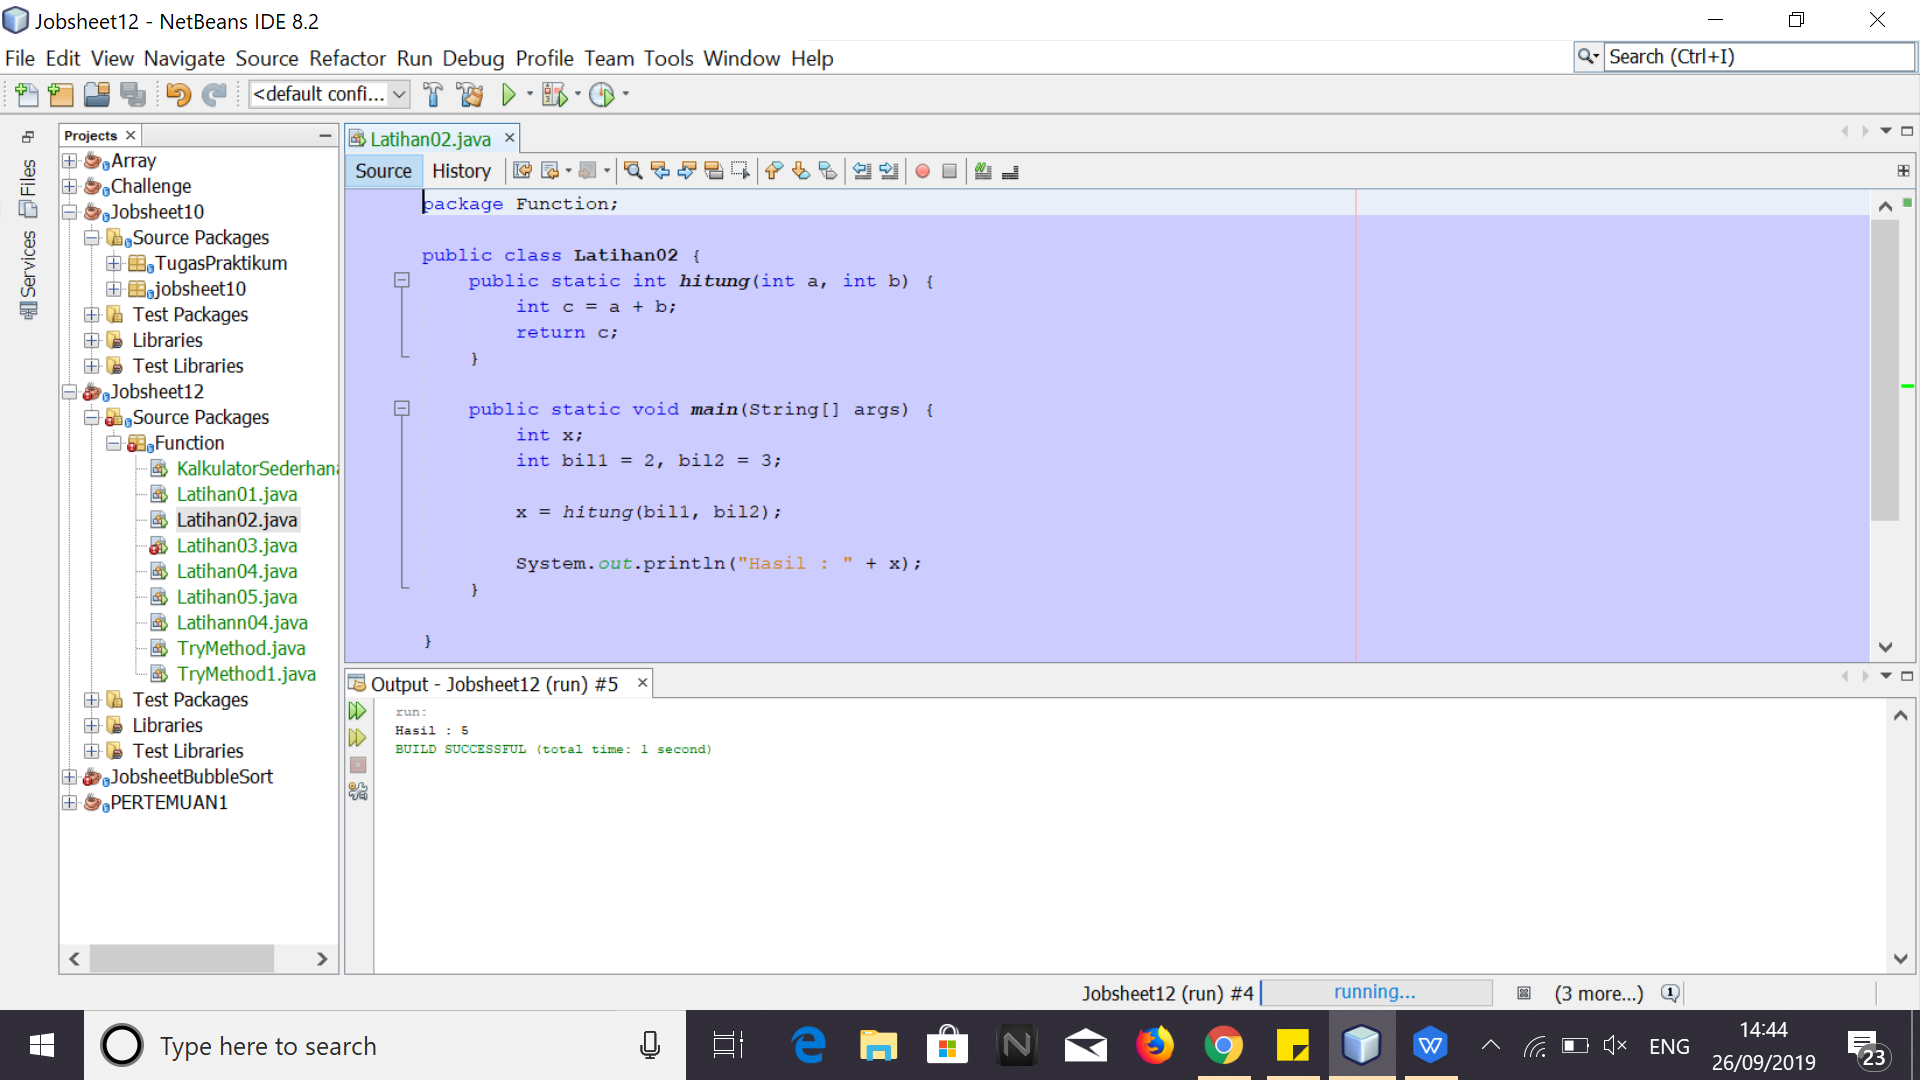 Jobsheet12 - NetBeans IDE 8.2
File Edit View Navigate Source Refactor Run Debug Profile Team Tools Window Help
Search (Ctrl+I)
<default confi...
Projects
Files
Services
Array
Challenge
Jobsheet10
Source Packages
TugasPraktikum
jobsheet10
Test Packages
Libraries
Test Libraries
Jobsheet12
Source Packages
Function
KalkulatorSederhana
Latihan01.java
Latihan02.java
Latihan03.java
Latihan04.java
Latihan05.java
Latihann04.java
TryMethod.java
TryMethod1.java
Test Packages
Libraries
Test Libraries
JobsheetBubbleSort
PERTEMUAN1
Latihan02.java
Source History
package Function;
public class Latihan02 {
public static int hitung(int a, int b) {
int c = a + b;
return c;
}
public static void main(String[] args) {
int x;
int bil1 = 2, bil2 = 3;
x = hitung(bil1, bil2);
System.out.println("Hasil : " + x);
}
}
Output - Jobsheet12 (run) #5
run:
Hasil : 5
BUILD SUCCESSFUL (total time: 1 second)
Jobsheet12 (run) #4 running... (3 more...)
Type here to search
ENG
14:44
26/09/2019
23